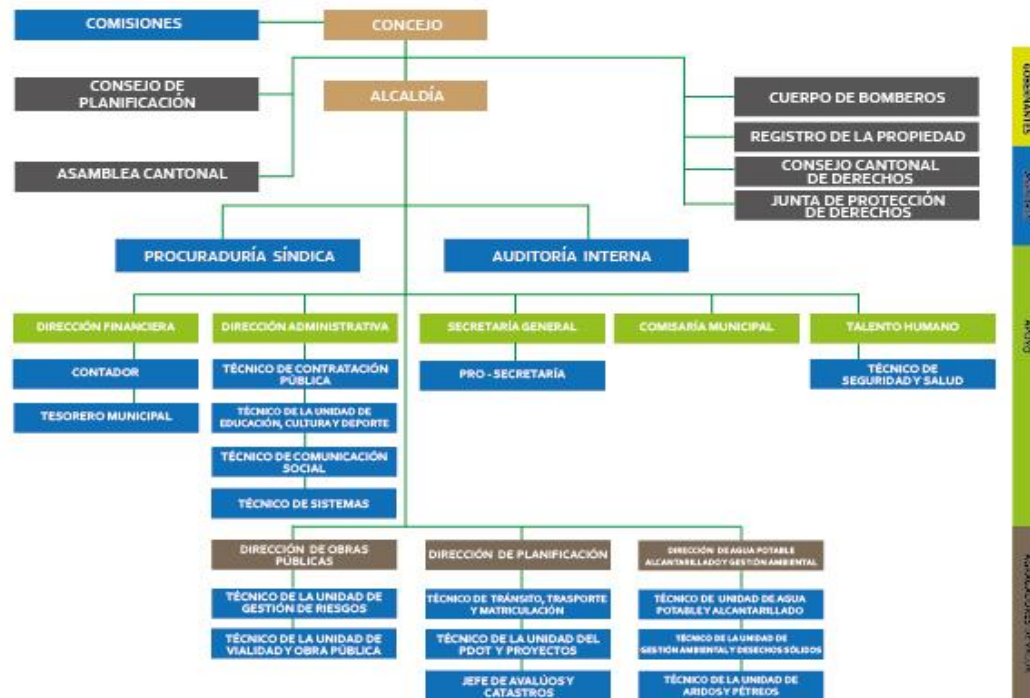 COMISIONES
CONCEJO
CONSEJO DE
PLANIFICACIÓN
ALCALDÍA
CUERPO DE BOMBEROS
REGISTRO DE LA PROPIEDAD
ASAMBLEA CANTONAL
CONSEJO CANTONAL
DE DERECHOS
JUNTA DE PROTECCIÓN
DE DERECHOS
PROCURADURÍA SÍNDICA
AUDITORÍA INTERNA
DIRECCIÓN FINANCIERA
DIRECCIÓN ADMINISTRATIVA
SECRETARÍA GENERAL
COMISARÍA MUNICIPAL
TALENTO HUMANO
CONTADOR
TÉCNICO DE CONTRATACIÓN
PÚBLICA
PRO - SECRETARÍA
TÉCNICO DE
SEGURIDAD Y SALUD
TESORERO MUNICIPAL
TÉCNICO DE LA UNIDAD DE
EDUCACIÓN, CULTURA Y DEPORTE
TÉCNICO DE COMUNICACIÓN
SOCIAL
TÉCNICO DE SISTEMAS
DIRECCIÓN DE OBRAS
PÚBLICAS
DIRECCIÓN DE PLANIFICACIÓN
DIRECCIÓN DE AGUA POTABLE
ALCANTARILLADO Y GESTIÓN AMBIENTAL
TÉCNICO DE LA UNIDAD DE
GESTIÓN DE RIESGOS
TÉCNICO DE TRÁNSITO, TRASPORTE
Y MATRICULACIÓN
TÉCNICO DE UNIDAD DE AGUA
POTABLE Y ALCANTARILLADO
TÉCNICO DE LA UNIDAD DE
VIALIDAD Y OBRA PÚBLICA
TÉCNICO DE LA UNIDAD DEL
PDOT Y PROYECTOS
TÉCNICO DE LA UNIDAD DE
GESTIÓN AMBIENTAL Y DESECHOS SÓLIDOS
JEFE DE AVALÚOS Y
CATASTROS
TÉCNICO DE LA UNIDAD DE
ARIDOS Y PÉTREOS
GOBERNANTES